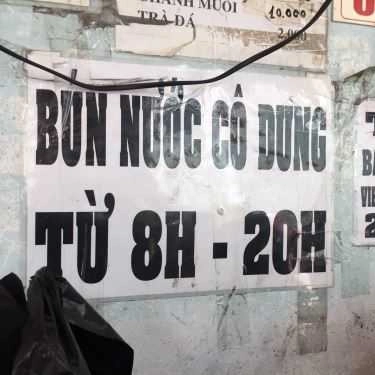 CHANH MUỐI 10.000
TRÀ ĐÁ 2.000
BÚN NƯỚC CÔ DUNG
TỪ 8H - 20H